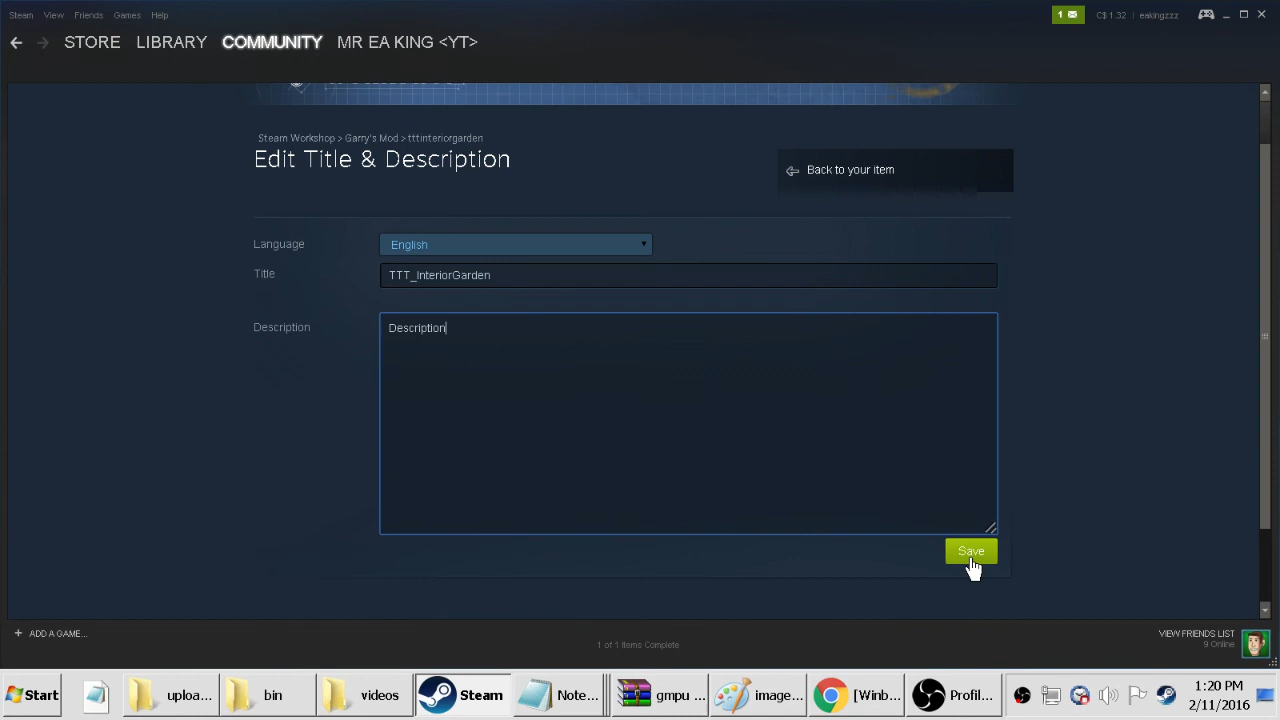 Steam View Friends Games Help
1
C$ 1.32 | eakingzzz
STORE LIBRARY COMMUNITY MR EA KING <YT>
Steam Workshop > Garry's Mod > tttinteriorgarden
Edit Title & Description
Back to your item
Language
English
Title
TTT_InteriorGarden
Description
Description
Save
+ ADD A GAME...
VIEW FRIENDS LIST
9 Online
1 of 1 Items Complete
Start
uploa...
bin
videos
Steam
Note...
gmpu ...
image...
[Winb...
Profil...
1:20 PM
2/11/2016